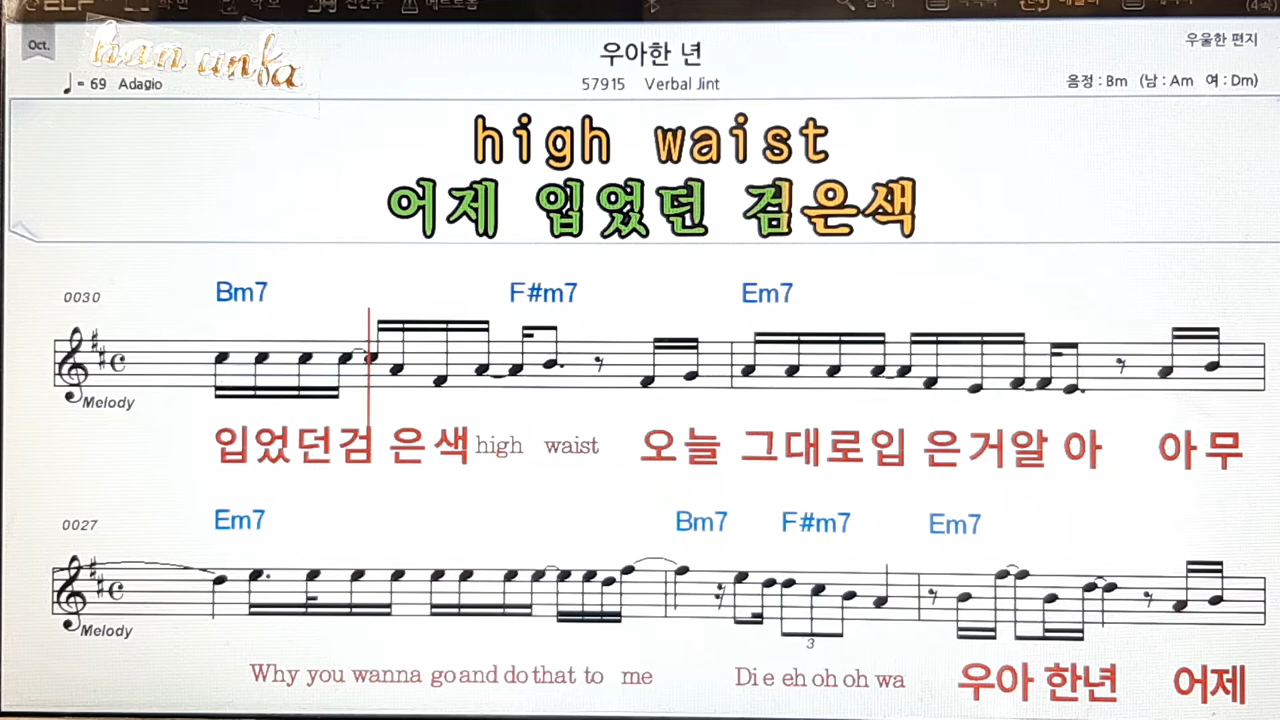 Oct.
han unfa
우아한 년
우울한 편지
♩= 69 Adagio
57915 Verbal Jint
음정 : Bm (남 : Am 여 : Dm)
high waist
어제 입었던 검은색
0030 Bm7 F#m7 Em7
Melody
입었던검 은색 high waist 오늘 그대로입 은거알 아 아무
0027 Em7 Bm7 F#m7 Em7
3
Melody
Why you wanna go and do that to me Die eh oh oh wa 우아 한년 어제